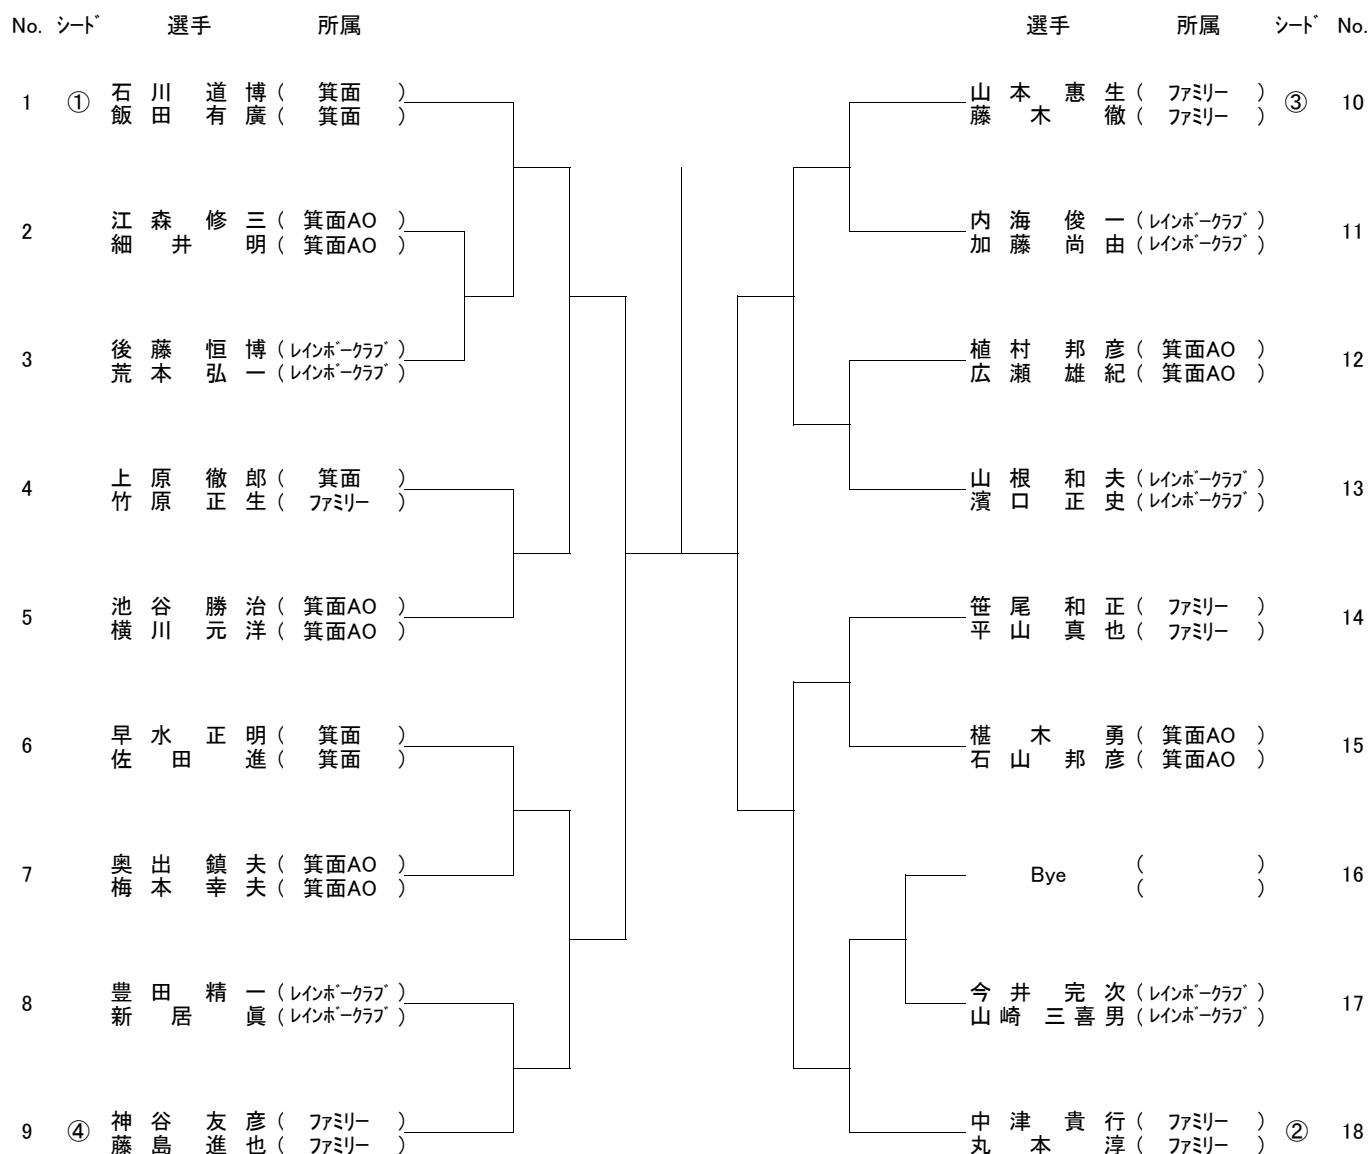 No. シード 選手 所属
1 ① 石川 道博 ( 箕面 )
飯田 有廣 ( 箕面 )
2 江森 修三 ( 箕面AO )
細井 明 ( 箕面AO )
3 後藤 恒博 ( レインボークラブ )
荒本 弘一 ( レインボークラブ )
4 上原 徹郎 ( 箕面 )
竹原 正生 ( ファミリー )
5 池谷 勝治 ( 箕面AO )
横川 元洋 ( 箕面AO )
6 早水 正明 ( 箕面 )
佐田 進 ( 箕面 )
7 奥出 鎮夫 ( 箕面AO )
梅本 幸夫 ( 箕面AO )
8 豊田 精一 ( レインボークラブ )
新居 眞 ( レインボークラブ )
9 ④ 神谷 友彦 ( ファミリー )
藤島 進也 ( ファミリー )
選手 所属 シード No.
山本 惠生 ( ファミリー ) ③ 10
藤木 徹 ( ファミリー )
内海 俊一 ( レインボークラブ ) 11
加藤 尚由 ( レインボークラブ )
植村 邦彦 ( 箕面AO ) 12
広瀬 雄紀 ( 箕面AO )
山根 和夫 ( レインボークラブ ) 13
濱口 正史 ( レインボークラブ )
笹尾 和正 ( ファミリー ) 14
平山 真也 ( ファミリー )
椹木 勇 ( 箕面AO ) 15
石山 邦彦 ( 箕面AO )
Bye ( ) 16
( )
今井 完次 ( レインボークラブ ) 17
山崎 三喜男 ( レインボークラブ )
中津 貴行 ( ファミリー ) ② 18
丸本 淳 ( ファミリー )